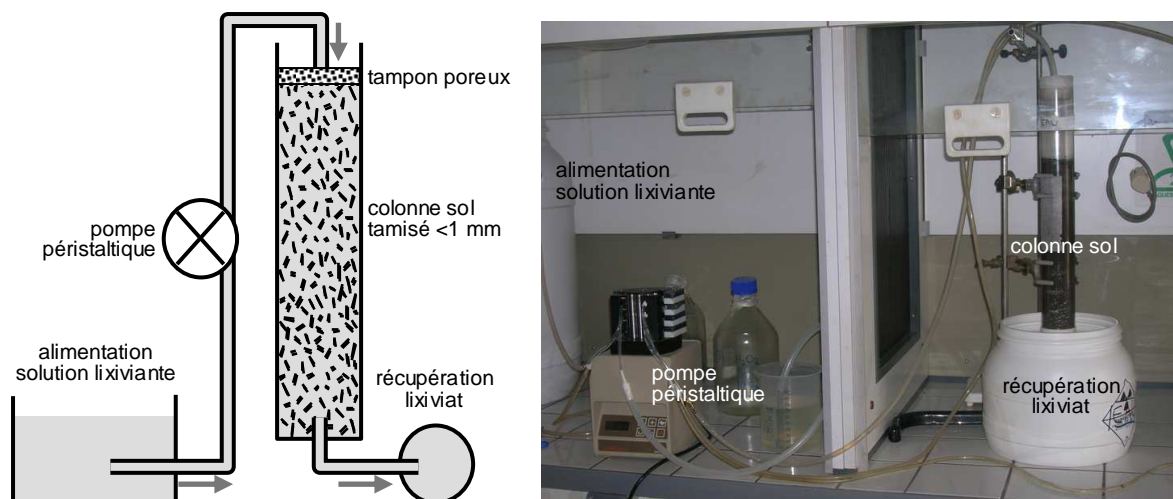 tampon poreux
colonne sol
tamisé <1 mm
pompe
péristaltique
alimentation
solution lixiviante
récupération
lixiviat
alimentation
solution lixiviante
colonne sol
pompe
péristaltique
récupération
lixiviat